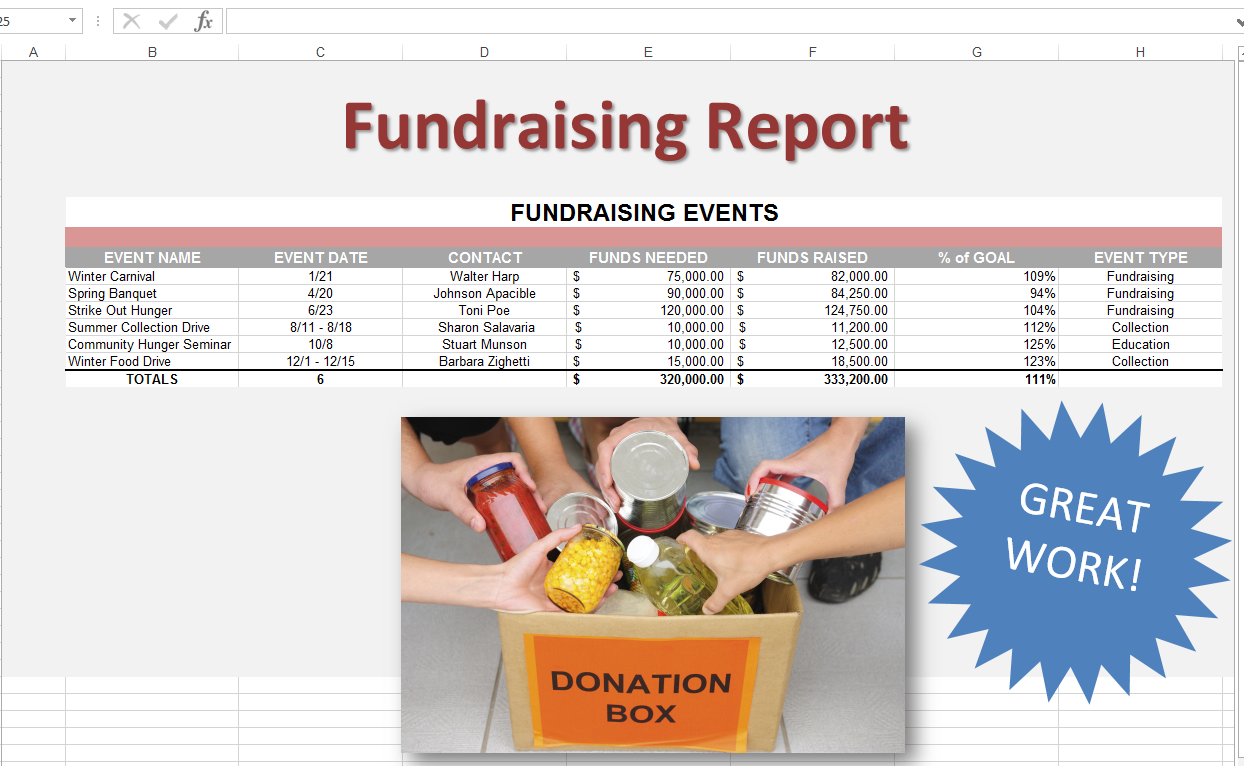 25
fx
A B C D E F G H
Fundraising Report
FUNDRAISING EVENTS
EVENT NAME EVENT DATE CONTACT FUNDS NEEDED FUNDS RAISED % of GOAL EVENT TYPE
Winter Carnival 1/21 Walter Harp $ 75,000.00 $ 82,000.00 109% Fundraising
Spring Banquet 4/20 Johnson Apacible $ 90,000.00 $ 84,250.00 94% Fundraising
Strike Out Hunger 6/23 Toni Poe $ 120,000.00 $ 124,750.00 104% Fundraising
Summer Collection Drive 8/11 - 8/18 Sharon Salavaria $ 10,000.00 $ 11,200.00 112% Collection
Community Hunger Seminar 10/8 Stuart Munson $ 10,000.00 $ 12,500.00 125% Education
Winter Food Drive 12/1 - 12/15 Barbara Zighetti $ 15,000.00 $ 18,500.00 123% Collection
TOTALS 6 $ 320,000.00 $ 333,200.00 111%
GREAT
WORK!
DONATION
BOX